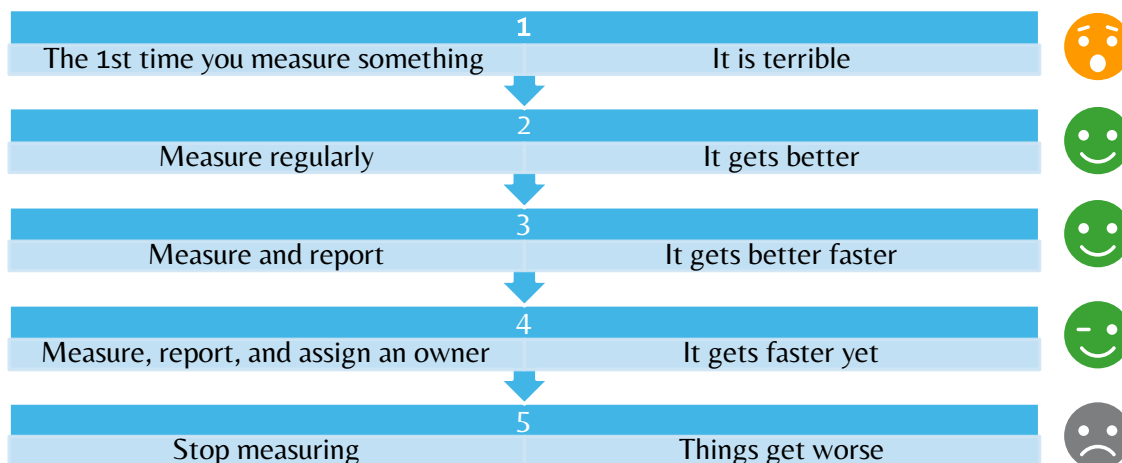 1
The 1st time you measure something It is terrible
2
Measure regularly It gets better
3
Measure and report It gets better faster
4
Measure, report, and assign an owner It gets faster yet
5
Stop measuring Things get worse